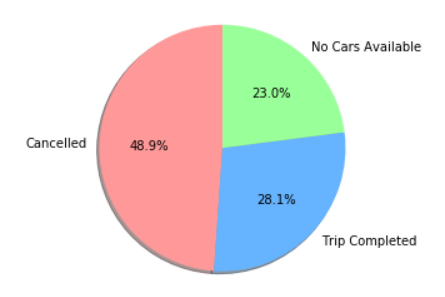 No Cars Available
23.0%
Cancelled
48.9%
28.1%
Trip Completed